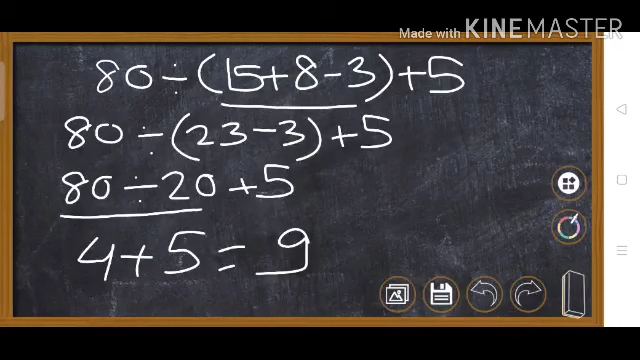 Made with KINEMASTER
80 ÷ (15 + 8 - 3) + 5
80 ÷ (23 - 3) + 5
80 ÷ 20 + 5
4 + 5 = 9